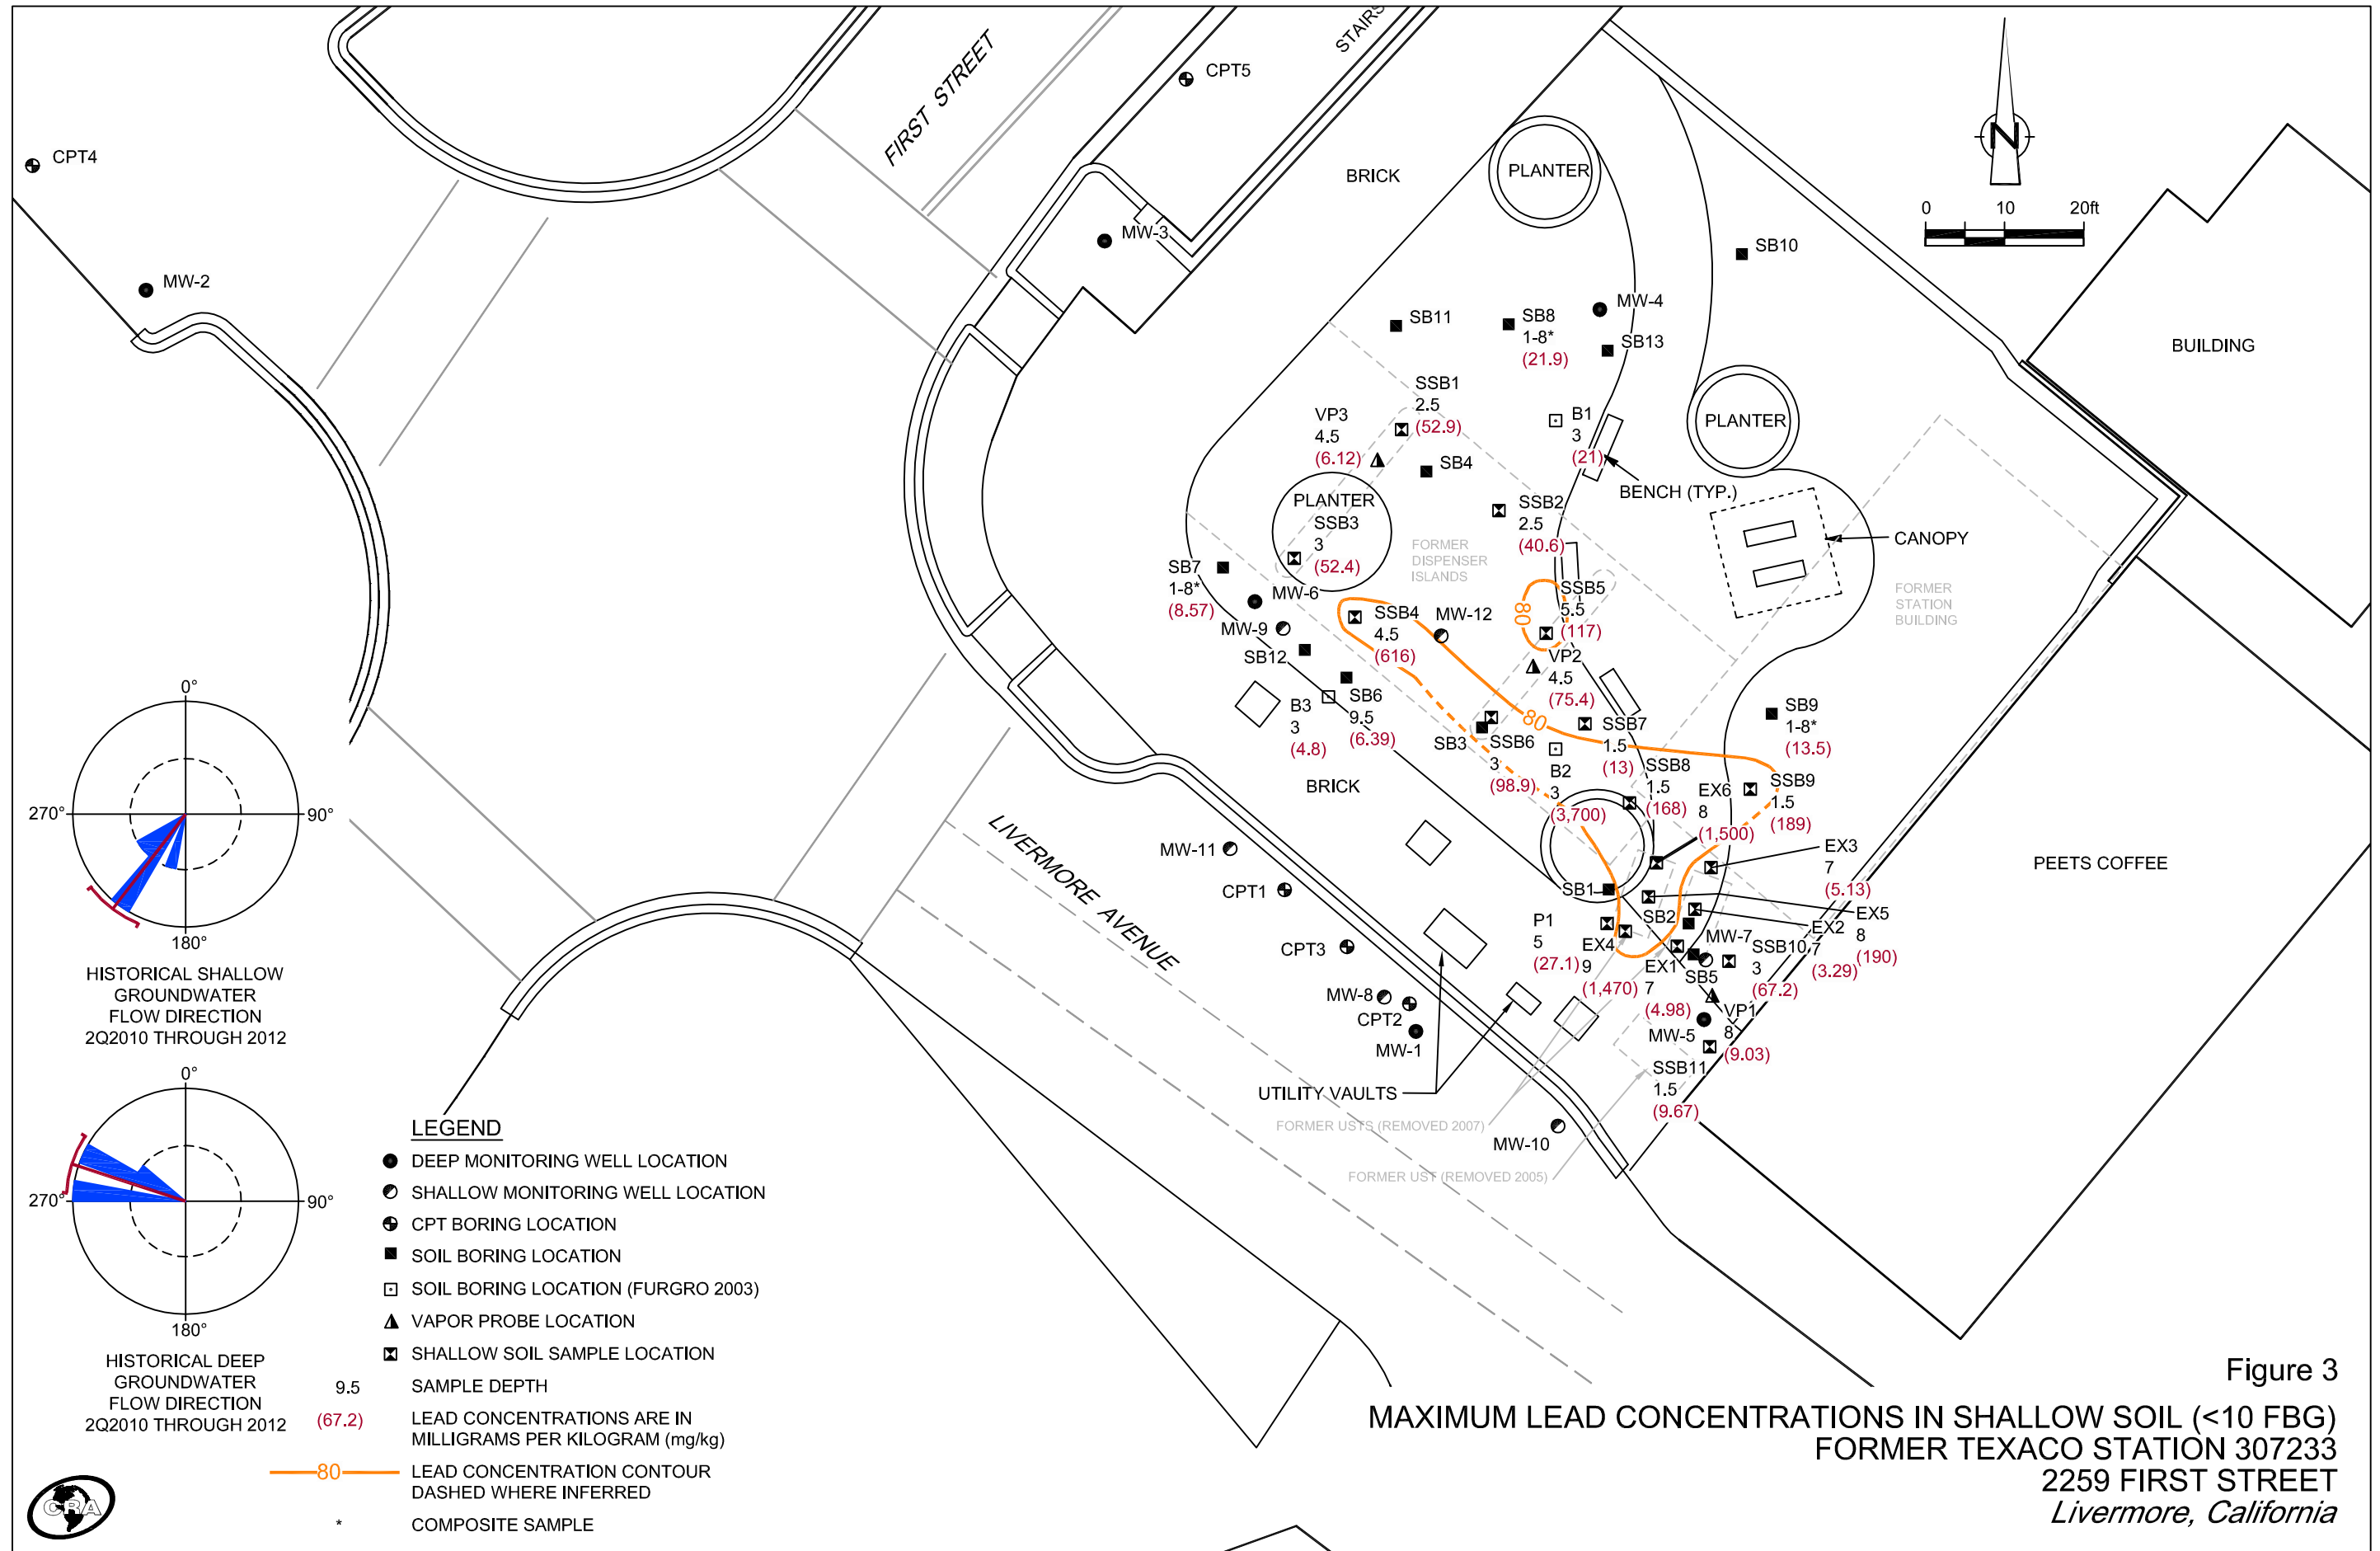 STAIRS
FIRST STREET
CPT5
CPT4
MW-3
MW-2
BRICK
PLANTER
N
0 10 20ft
SB10
BUILDING
MW-4
SB11
SB8
1-8*
(21.9)
SB13
SSB1
2.5
(52.9)
VP3
4.5
(6.12)
SB4
B1
3
(21)
PLANTER
BENCH (TYP.)
PLANTER
SSB3
3
(52.4)
SSB2
2.5
(40.6)
FORMER
DISPENSER
ISLANDS
CANOPY
FORMER
STATION
BUILDING
SB7
1-8*
(8.57)
MW-6
MW-9
SB12
SSB4
4.5
(616)
MW-12
80
SSB5
5.5
(117)
VP2
4.5
(75.4)
B3
3
(4.8)
SB6
9.5
(6.39)
80
SB3
SSB6
3
(98.9)
SSB7
1.5
(13)
SB9
1-8*
(13.5)
B2
3
(3,700)
SSB8
1.5
(168)
EX6
8
(1,500)
SSB9
1.5
(189)
BRICK
LIVERMORE AVENUE
MW-11
CPT1
CPT3
MW-8
CPT2
MW-1
EX3
7
(5.13)
PEETS COFFEE
SB1
SB2
P1
5
(27.1)
EX4
9
(1,470)
EX1
7
(4.98)
MW-7
SB5
SSB10
3
(67.2)
EX2
7
(3.29)
EX5
8
(190)
MW-5
VP1
8
(9.03)
SSB11
1.5
(9.67)
UTILITY VAULTS
FORMER USTS (REMOVED 2007)
MW-10
FORMER UST (REMOVED 2005)
0°
270°
90°
180°
HISTORICAL SHALLOW
GROUNDWATER
FLOW DIRECTION
2Q2010 THROUGH 2012
0°
270°
90°
180°
HISTORICAL DEEP
GROUNDWATER
FLOW DIRECTION
2Q2010 THROUGH 2012
LEGEND
DEEP MONITORING WELL LOCATION
SHALLOW MONITORING WELL LOCATION
CPT BORING LOCATION
SOIL BORING LOCATION
SOIL BORING LOCATION (FURGRO 2003)
VAPOR PROBE LOCATION
SHALLOW SOIL SAMPLE LOCATION
9.5 SAMPLE DEPTH
(67.2) LEAD CONCENTRATIONS ARE IN
MILLIGRAMS PER KILOGRAM (mg/kg)
80 LEAD CONCENTRATION CONTOUR
DASHED WHERE INFERRED
* COMPOSITE SAMPLE
CRA
Figure 3
MAXIMUM LEAD CONCENTRATIONS IN SHALLOW SOIL (<10 FBG)
FORMER TEXACO STATION 307233
2259 FIRST STREET
Livermore, California